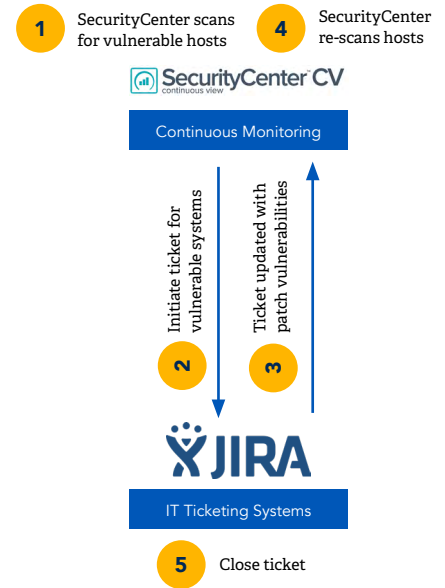 1
SecurityCenter scans
for vulnerable hosts
4
SecurityCenter
re-scans hosts
SecurityCenter CV
continuous view
Continuous Monitoring
2
Initiate ticket for
vulnerable systems
3
Ticket updated with
patch vulnerabilities
JIRA
IT Ticketing Systems
5
Close ticket